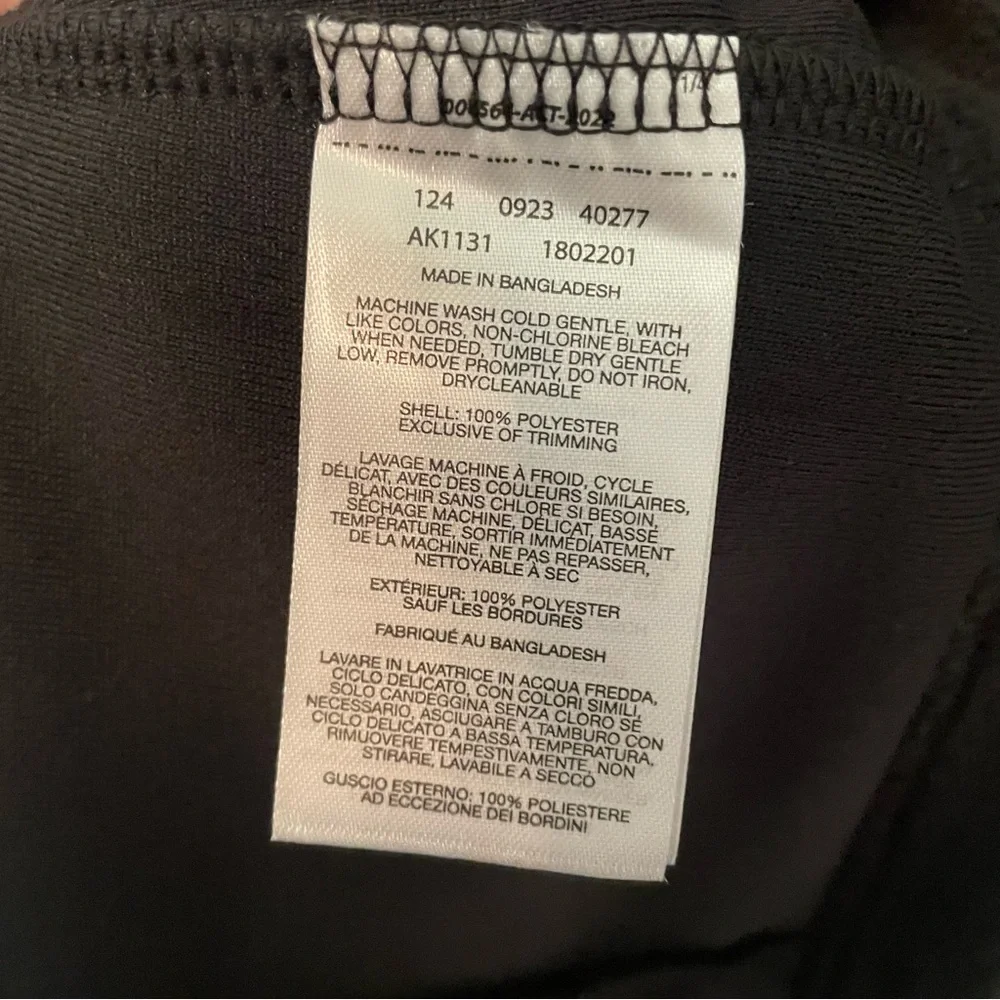 1/4
124 0923 40277
AK1131 1802201
MADE IN BANGLADESH
MACHINE WASH COLD GENTLE, WITH
LIKE COLORS, NON-CHLORINE BLEACH
WHEN NEEDED, TUMBLE DRY GENTLE
LOW, REMOVE PROMPTLY, DO NOT IRON,
DRYCLEANABLE
SHELL: 100% POLYESTER
EXCLUSIVE OF TRIMMING
LAVAGE MACHINE À FROID, CYCLE
DÉLICAT, AVEC DES COULEURS SIMILAIRES,
BLANCHIR SANS CHLORE SI BESOIN,
SÉCHAGE MACHINE, DÉLICAT, BASSE
TEMPÉRATURE, SORTIR IMMÉDIATEMENT
DE LA MACHINE, NE PAS REPASSER,
NETTOYABLE À SEC
EXTÉRIEUR: 100% POLYESTER
SAUF LES BORDURES
FABRIQUÉ AU BANGLADESH
LAVARE IN LAVATRICE IN ACQUA FREDDA,
CICLO DELICATO, CON COLORI SIMILI,
SOLO CANDEGGINA SENZA CLORO SE
NECESSARIO, ASCIUGARE A TAMBURO CON
CICLO DELICATO A BASSA TEMPERATURA,
RIMUOVERE TEMPESTIVAMENTE, NON
STIRARE, LAVABILE A SECCO
GUSCIO ESTERNO: 100% POLIESTERE
AD ECCEZIONE DEI BORDINI